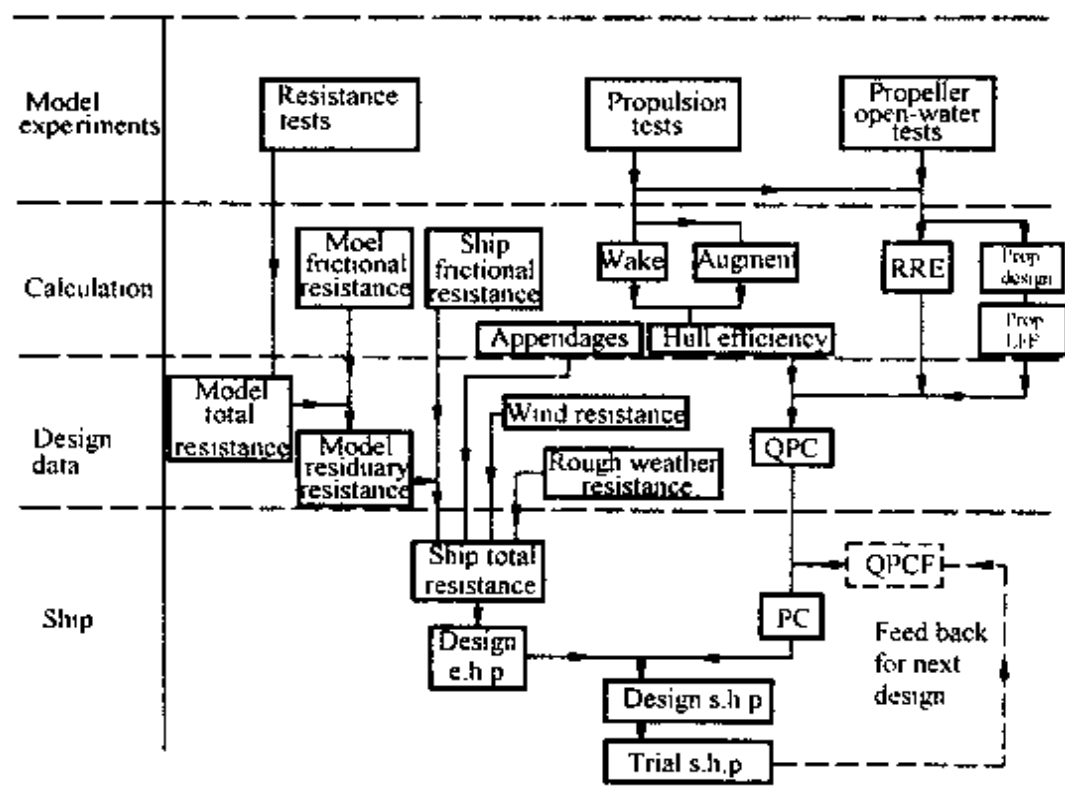 Model
experiments
Resistance
tests
Propulsion
tests
Propeller
open-water
tests
Calculation
Moel
frictional
resistance
Ship
frictional
resistance
Wake
Augment
RRE
Prop
design
Prop
Appendages
Hull efficiency
Design
data
Model
total
resistance
Wind resistance
Model
residuary
resistance
Rough weather
resistance
QPC
Ship
Ship total
resistance
QPCF
PC
Design
e.h p
Feed back
for next
design
Design s.h p
Trial s.h.p